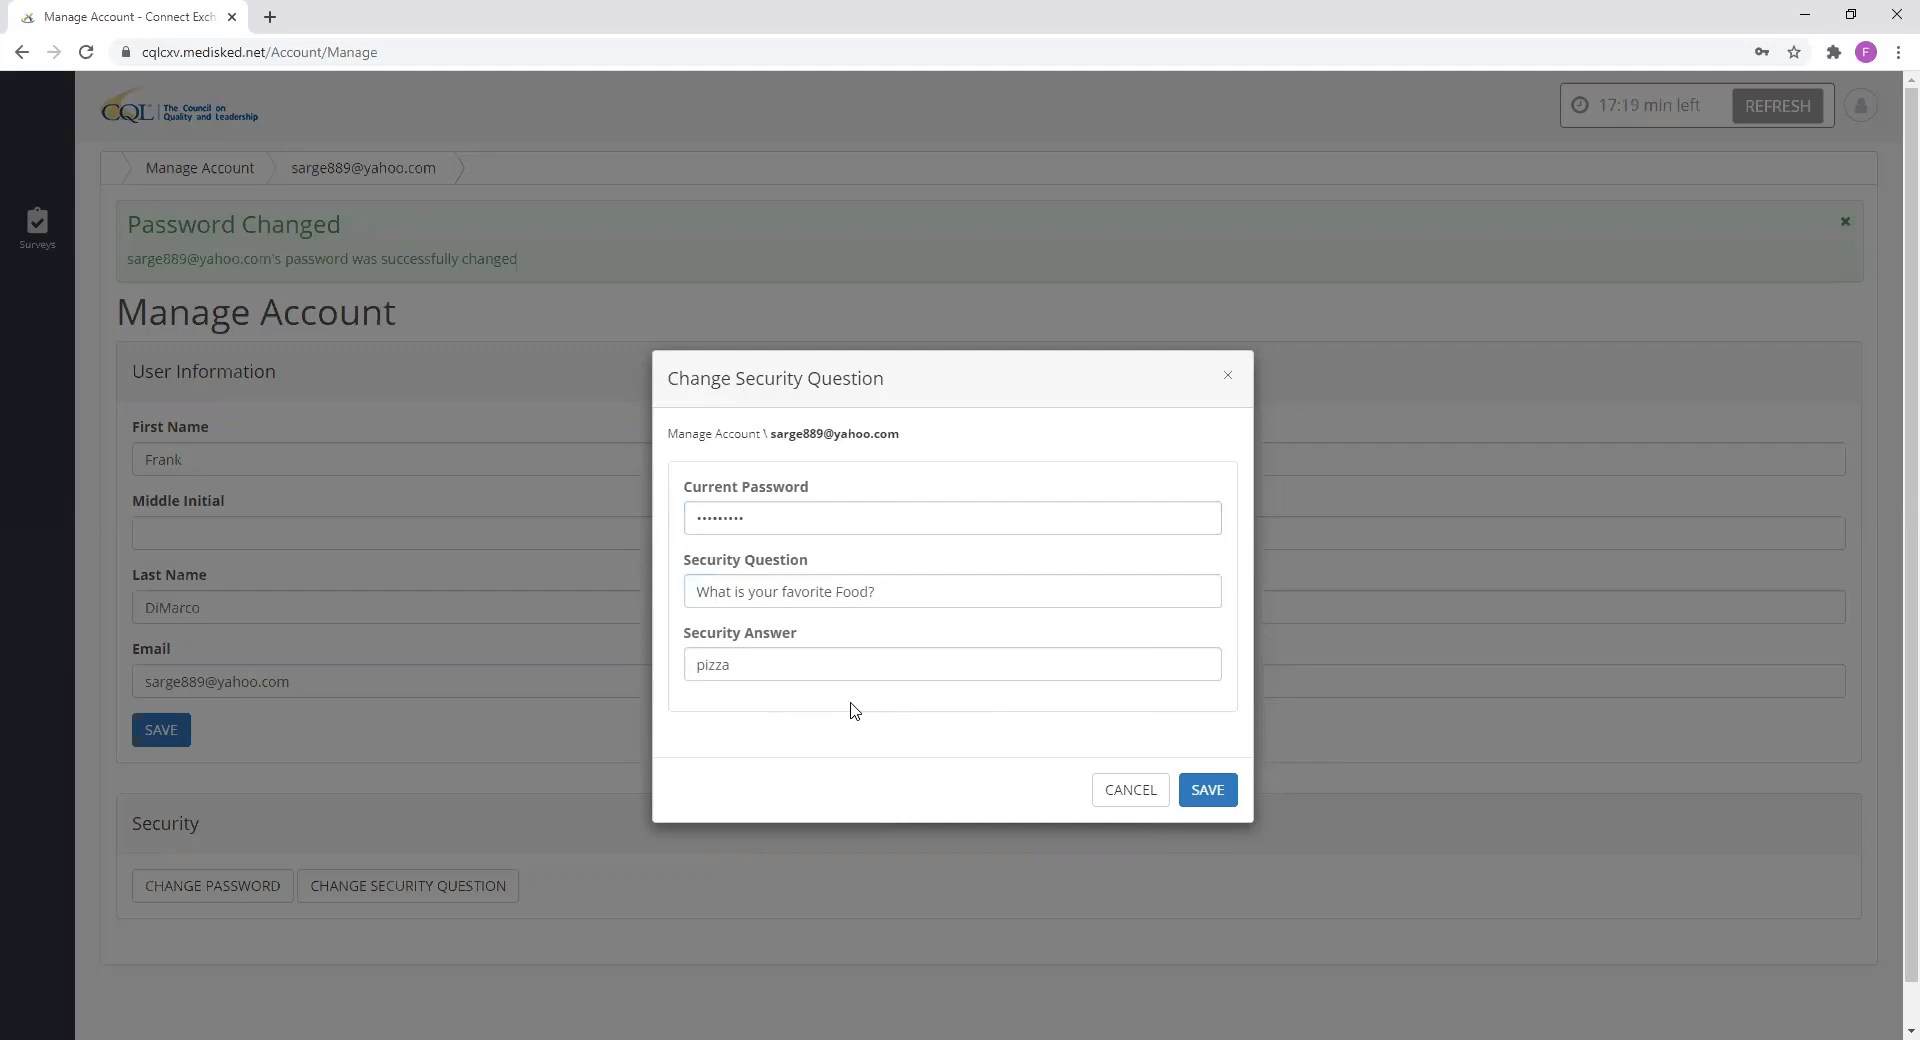 Manage Account - Connect Exch
cqlcxv.medisked.net/Account/Manage
F
CQL The Council on
Quality and Leadership
17:19 min left
REFRESH
Manage Account
sarge889@yahoo.com
Surveys
Password Changed
sarge889@yahoo.com's password was successfully changed
Manage Account
User Information
First Name
Frank
Middle Initial
Last Name
DiMarco
Email
sarge889@yahoo.com
SAVE
Security
CHANGE PASSWORD
CHANGE SECURITY QUESTION
Change Security Question
Manage Account \ sarge889@yahoo.com
Current Password
•••••••••
Security Question
What is your favorite Food?
Security Answer
pizza
CANCEL
SAVE